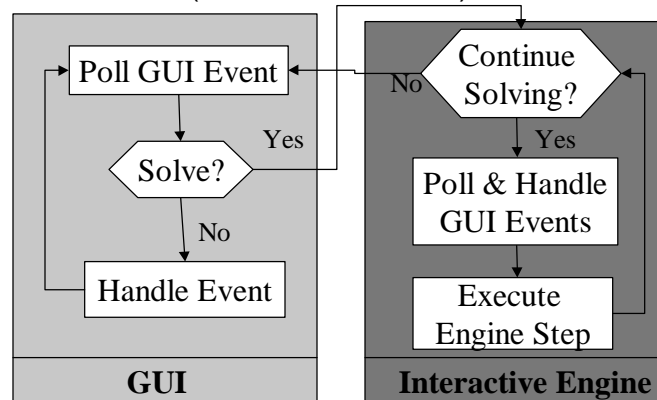 Poll GUI Event
Solve?
Yes
No
Handle Event
GUI
Continue
Solving?
No
Yes
Poll & Handle
GUI Events
Execute
Engine Step
Interactive Engine